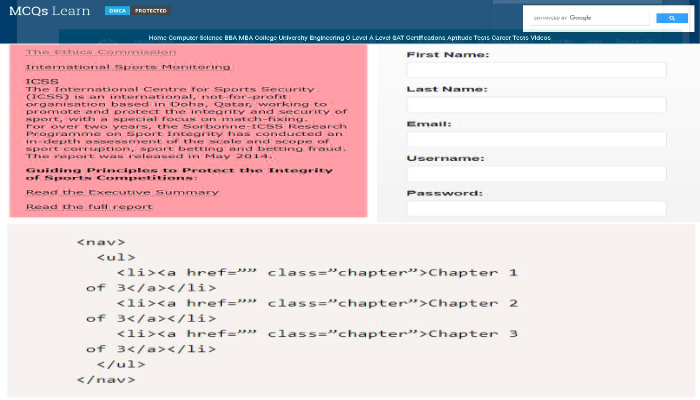 MCQs Learn
DMCA PROTECTED
ENHANCED BY Google
Home Computer Science BBA MBA College University Engineering O Level A Level SAT Certifications Aptitude Tests Career Tests Videos
The Ethics Commission
International Sports Monitoring
ICSS
The International Centre for Sports Security
(ICSS) is an international, not-for-profit
organisation based in Doha, Qatar, working to
promote and protect the integrity and security of
sport, with a special focus on match-fixing.
For over two years, the Sorbonne-ICSS Research
Programme on Sport Integrity has conducted an
in-depth assessment of the scale and scope of
sport corruption, sport betting and betting fraud.
The report was released in May 2014.
Guiding Principles to Protect the Integrity
of Sports Competitions:
Read the Executive Summary
Read the full report
First Name:
Last Name:
Email:
Username:
Password:
<nav>
<ul>
<li><a href=”” class=”chapter”>Chapter 1
of 3</a></li>
<li><a href=”” class=”chapter”>Chapter 2
of 3</a></li>
<li><a href=”” class=”chapter”>Chapter 3
of 3</a></li>
</ul>
</nav>